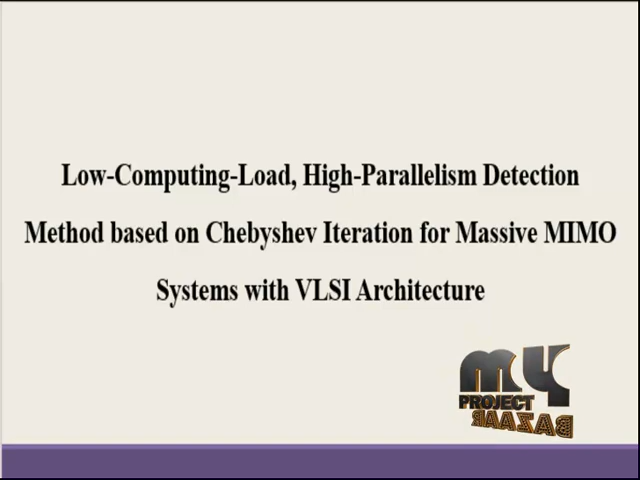 Low-Computing-Load, High-Parallelism Detection
Method based on Chebyshev Iteration for Massive MIMO
Systems with VLSI Architecture
MY
PROJECT
BAZAAR